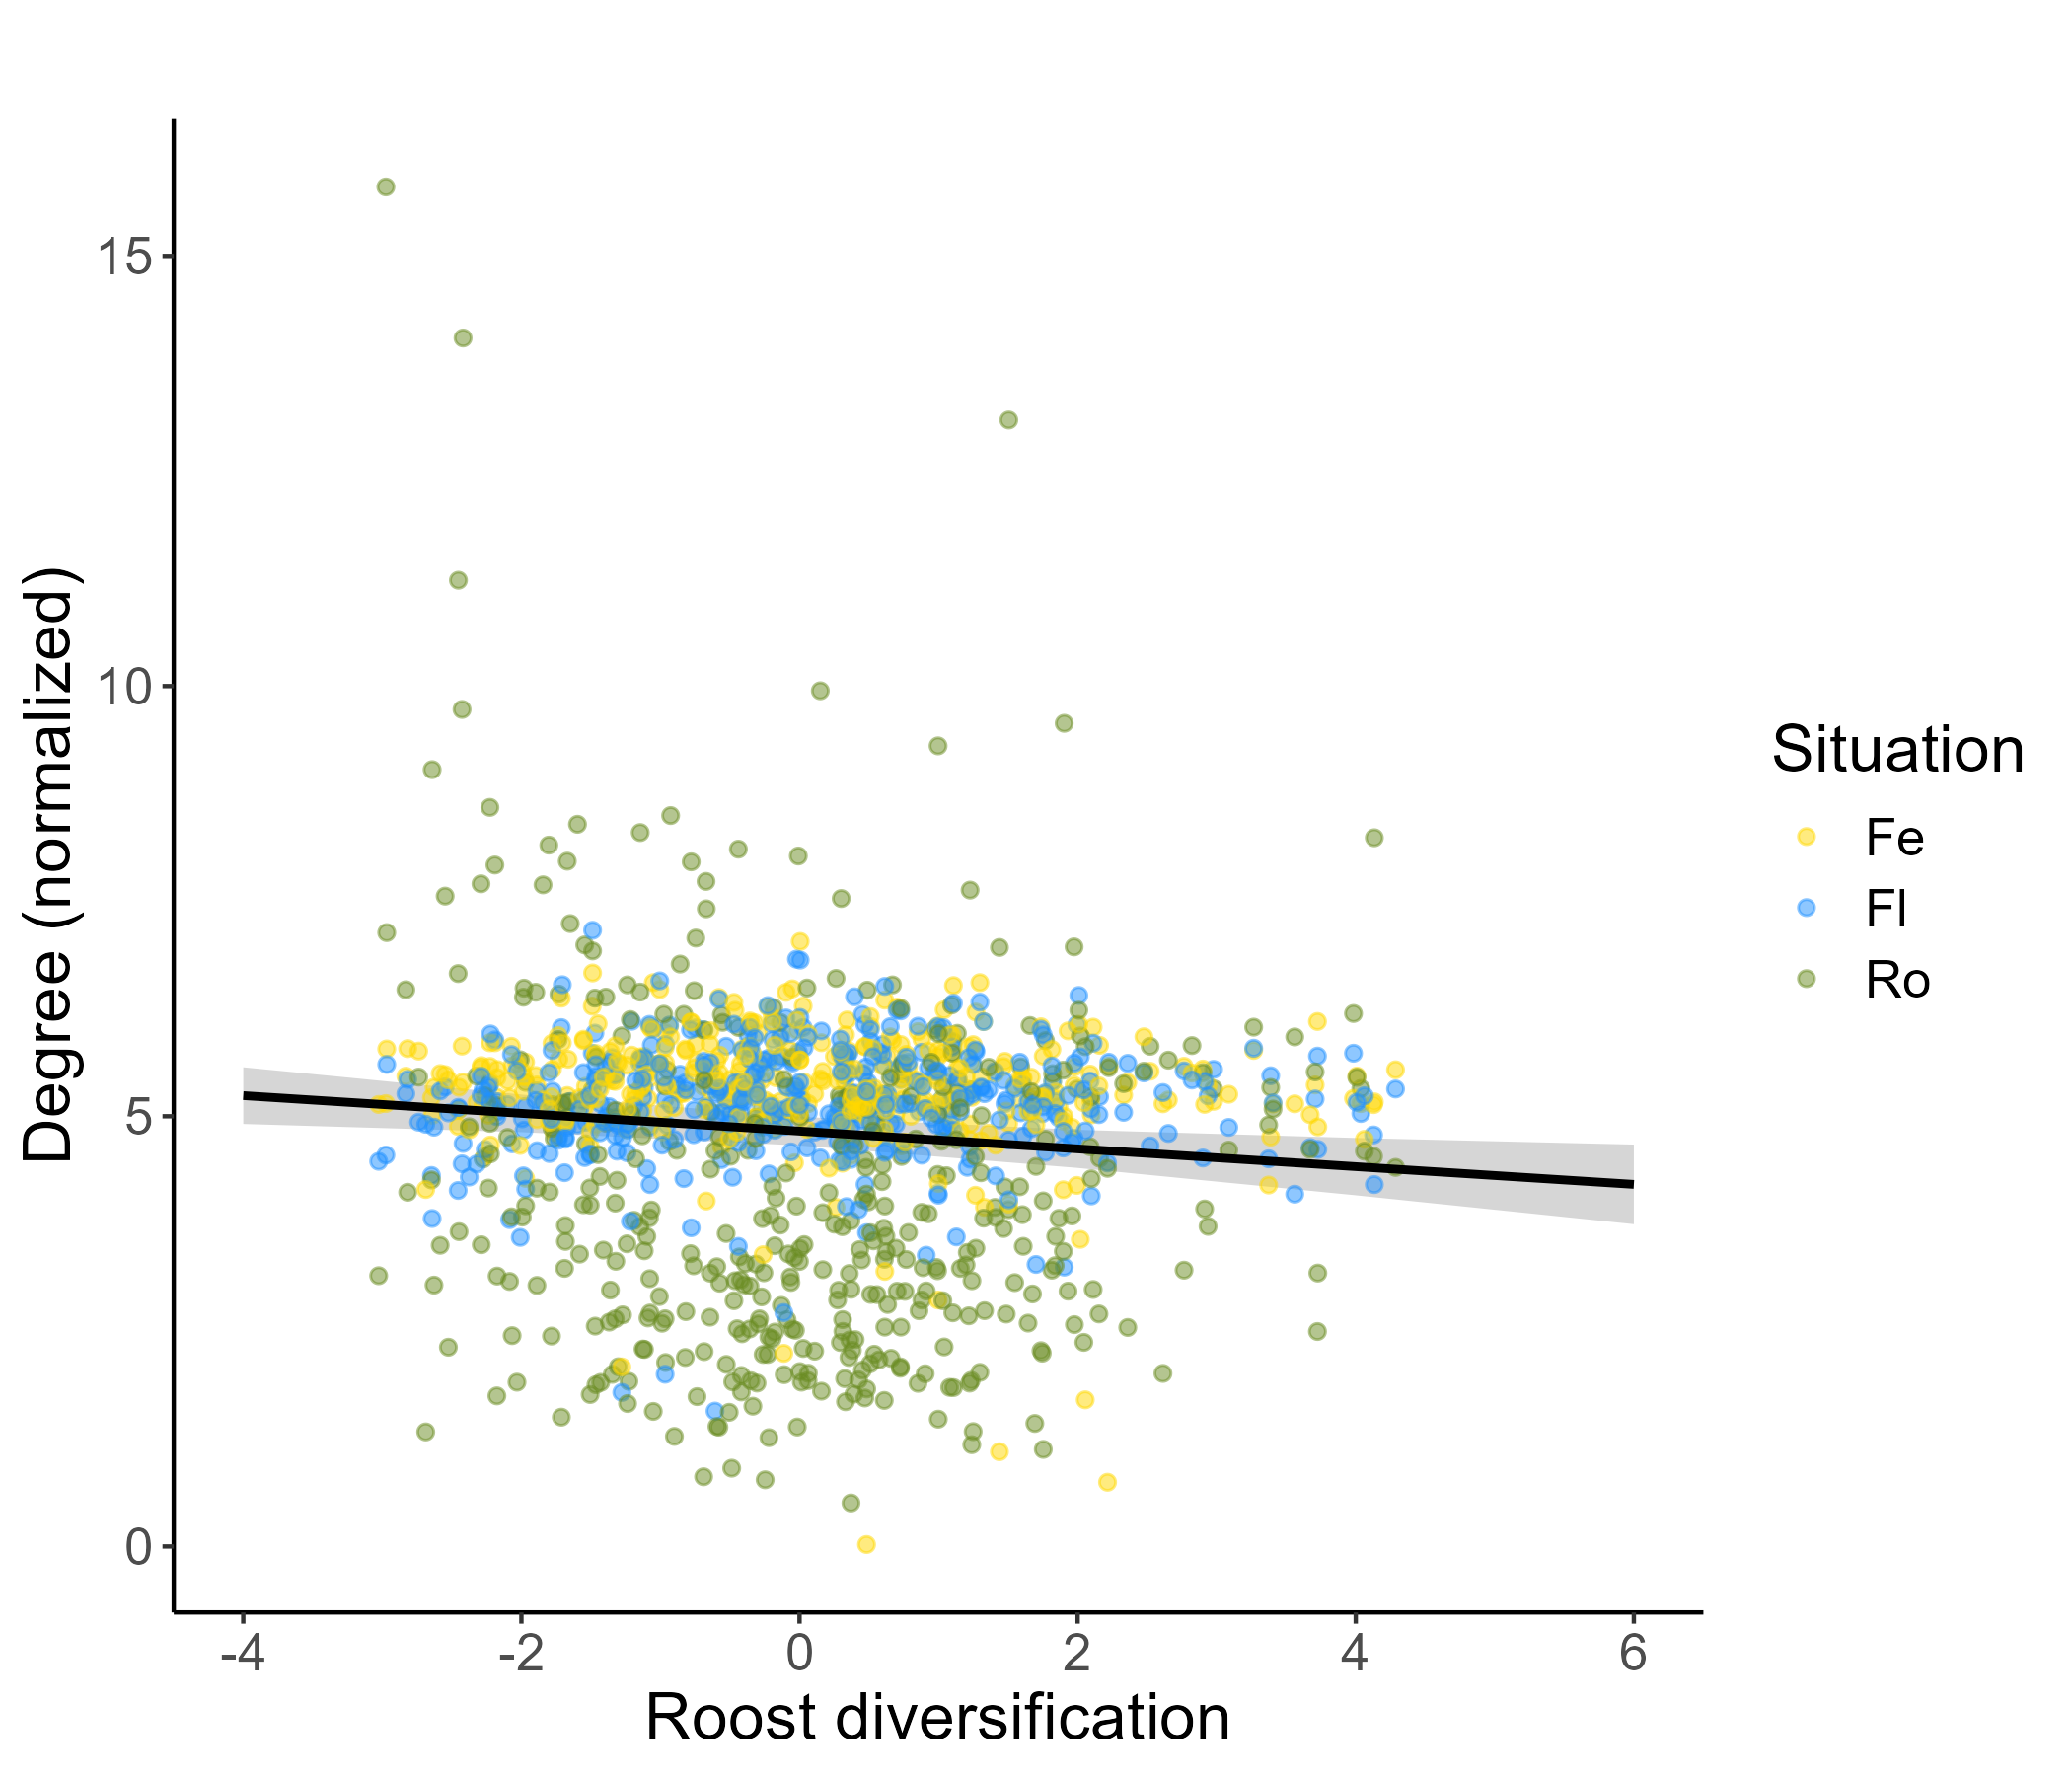 15
10
5
0
Degree (normalized)
-4 -2 0 2 4 6
Roost diversification
Situation
Fe
Fl
Ro